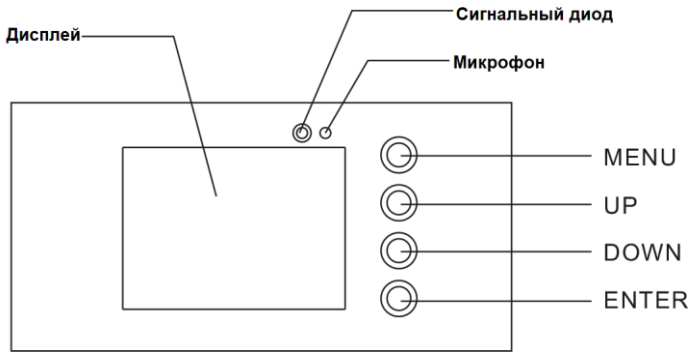 Сигнальный диод
Дисплей
Микрофон
MENU
UP
DOWN
ENTER